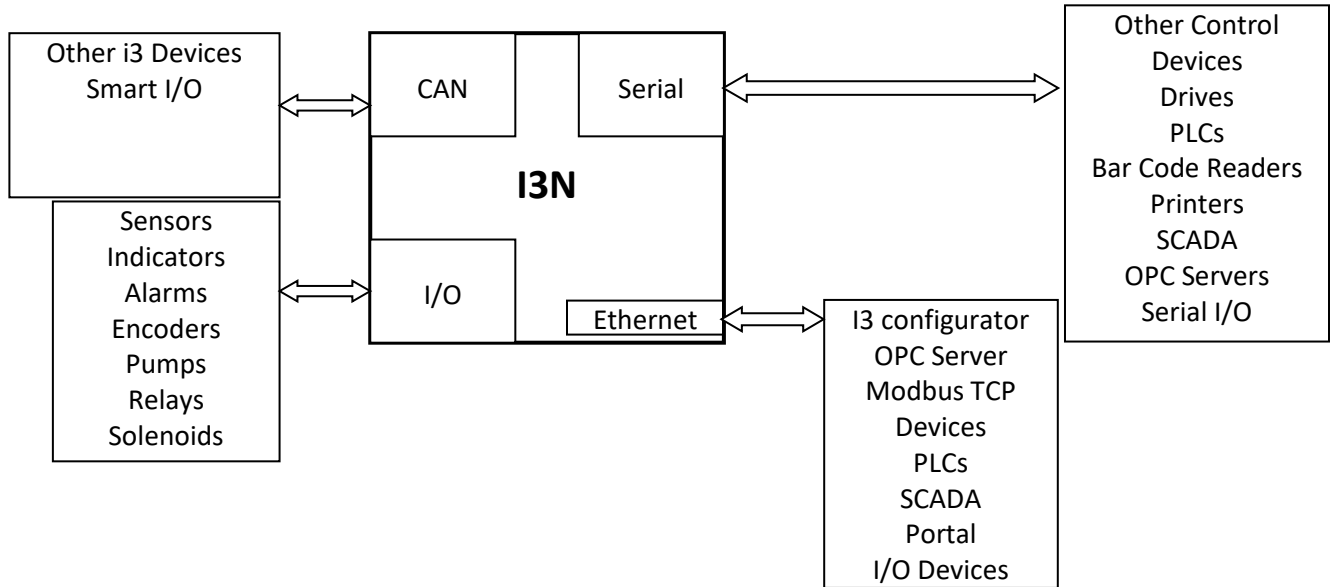 Other i3 Devices
Smart I/O
Sensors
Indicators
Alarms
Encoders
Pumps
Relays
Solenoids
CAN
Serial
I3N
I/O
Ethernet
Other Control
Devices
Drives
PLCs
Bar Code Readers
Printers
SCADA
OPC Servers
Serial I/O
I3 configurator
OPC Server
Modbus TCP
Devices
PLCs
SCADA
Portal
I/O Devices